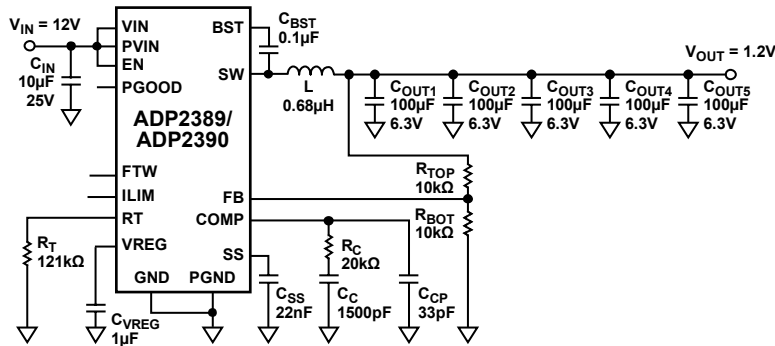 V_IN = 12V
C_IN
10µF
25V
VIN
PVIN
EN
PGOOD
ADP2389/
ADP2390
FTW
ILIM
RT
VREG
GND
PGND
BST
SW
FB
COMP
SS
R_T
121kΩ
C_VREG
1µF
C_BST
0.1µF
L
0.68µH
V_OUT = 1.2V
C_OUT1
100µF
6.3V
C_OUT2
100µF
6.3V
C_OUT3
100µF
6.3V
C_OUT4
100µF
6.3V
C_OUT5
100µF
6.3V
R_TOP
10kΩ
R_BOT
10kΩ
C_SS
22nF
R_C
20kΩ
C_C
1500pF
C_CP
33pF